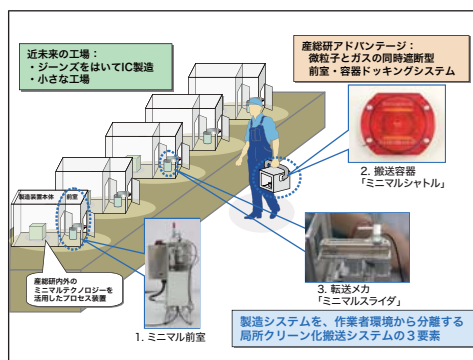 近未来の工場：
・ジーンズをはいてIC製造
・小さな工場
産総研アドバンテージ：
微粒子とガスの同時遮断型
前室・容器ドッキングシステム
2. 搬送容器
「ミニマルシャトル」
製造装置本体
前室
産総研内外の
ミニマルテクノロジーを
活用したプロセス装置
1. ミニマル前室
3. 転送メカ
「ミニマルスライダ」
製造システムを、作業者環境から分離する
局所クリーン化搬送システムの３要素